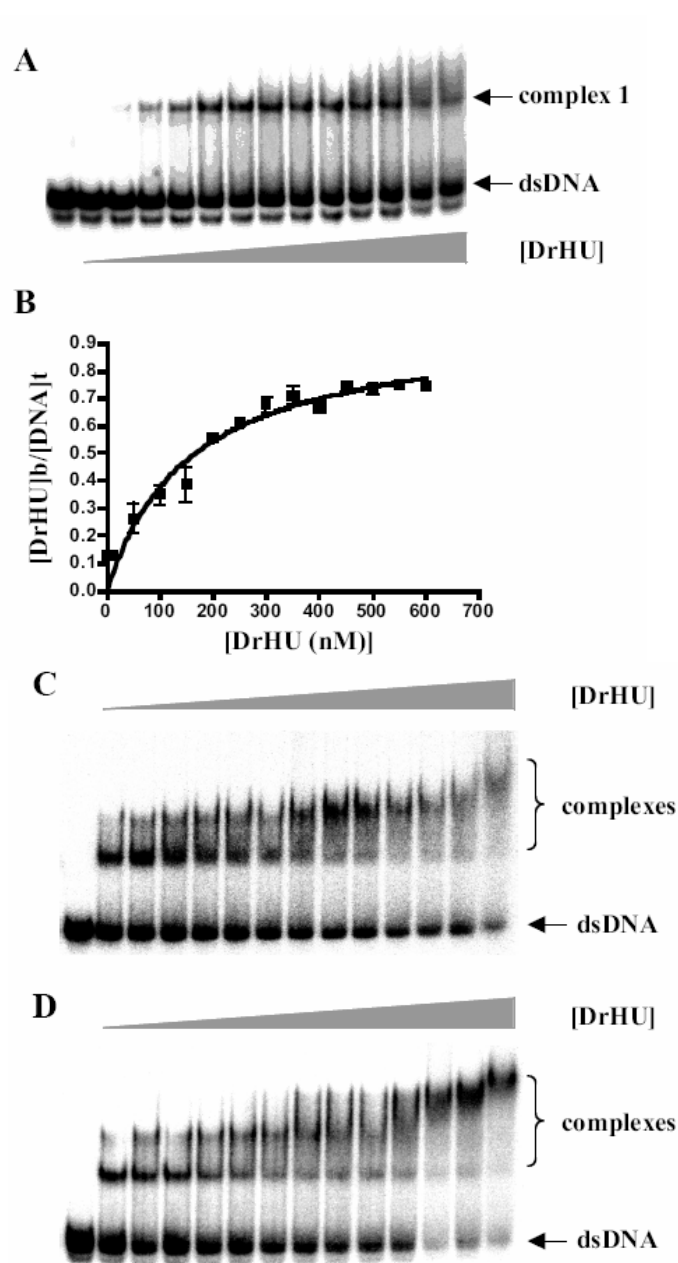 A
complex 1
dsDNA
[DrHU]
B
[DrHU]b/[DNA]t
0.9
0.8
0.7
0.6
0.5
0.4
0.3
0.2
0.1
0.0
0 100 200 300 400 500 600 700
[DrHU (nM)]
C
[DrHU]
complexes
dsDNA
D
[DrHU]
complexes
dsDNA